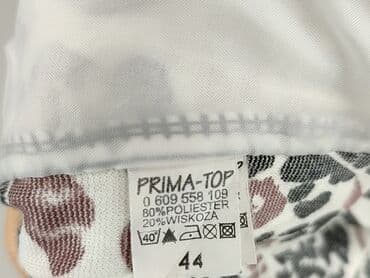 PRIMA-TOP
0 609 558 109
80%POLIESTER
20%WISKOZA
40°
44